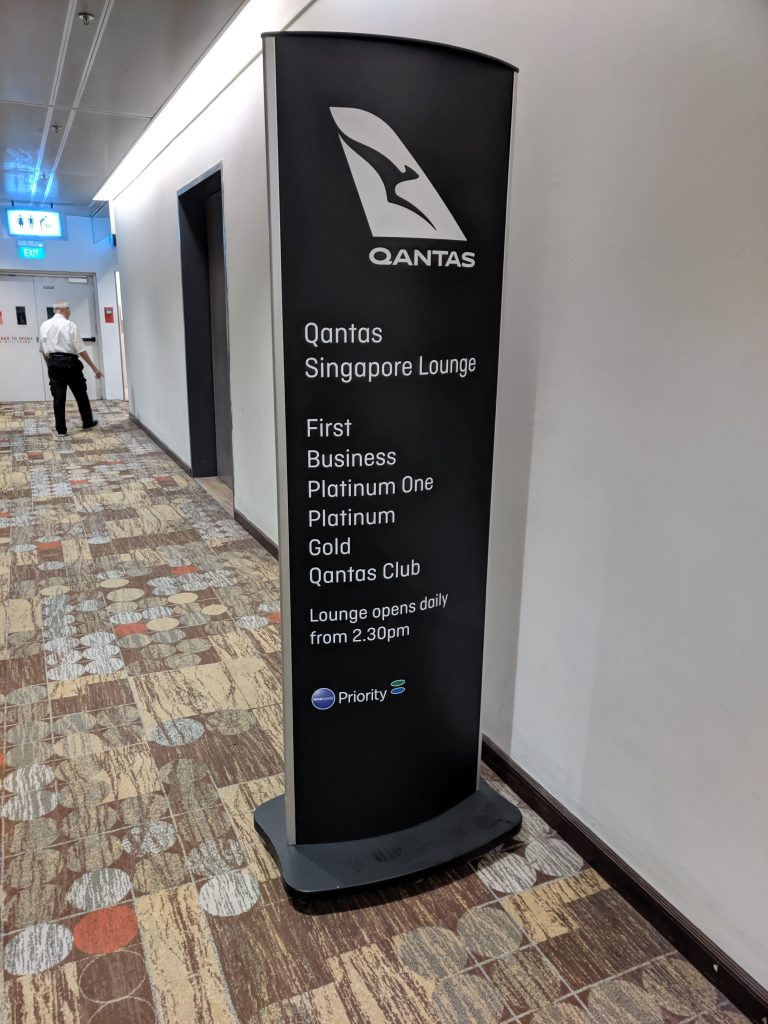 QANTAS
Qantas
Singapore Lounge
First
Business
Platinum One
Platinum
Gold
Qantas Club
Lounge opens daily
from 2.30pm
oneworld Priority
EXIT